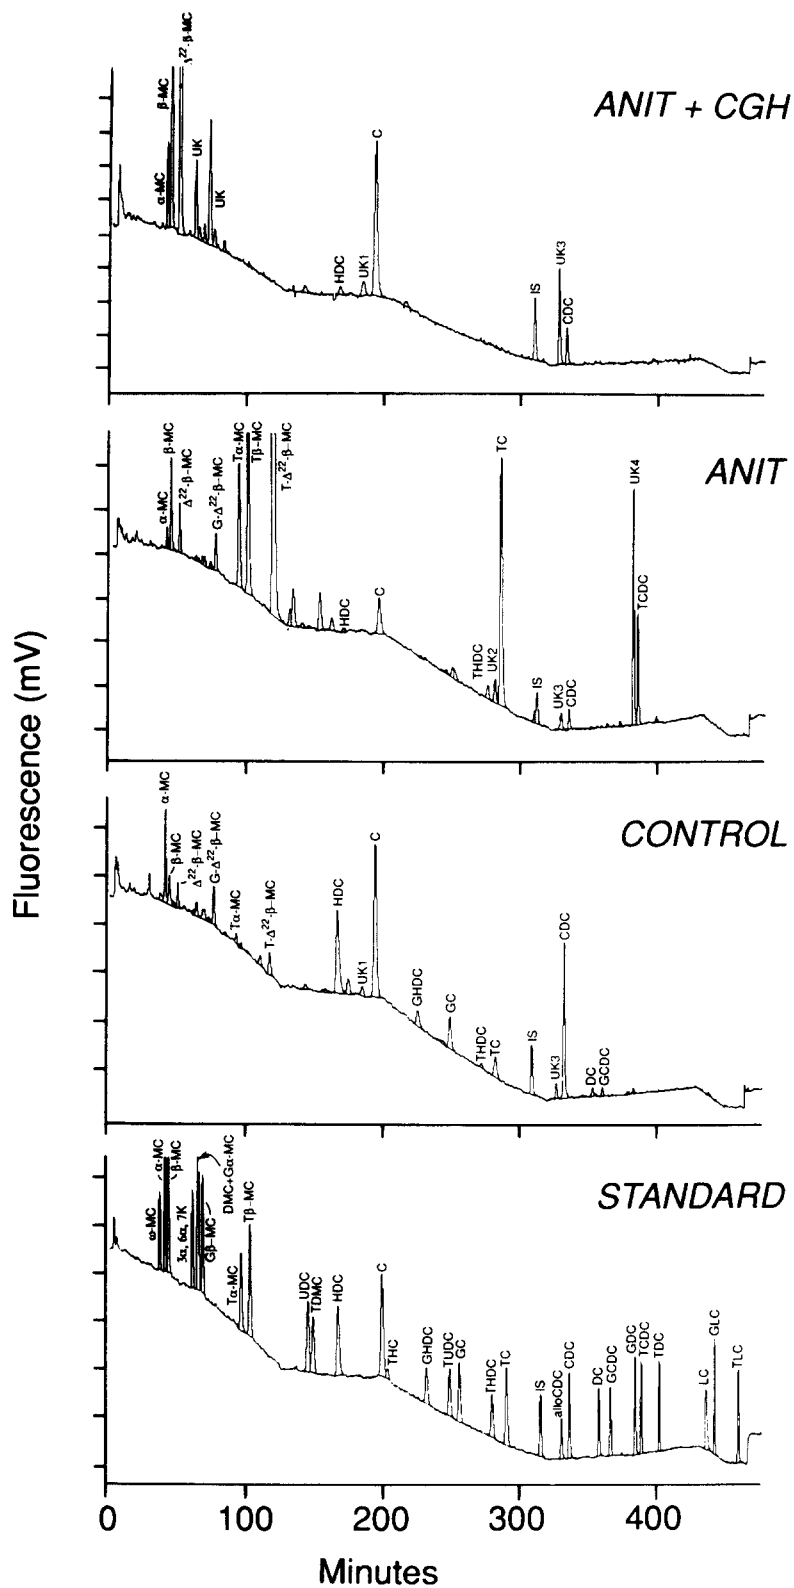 ANIT + CGH
α-MC
β-MC
Δ²²-β-MC
UK
UK
HDC
UK1
C
IS
UK3
CDC
ANIT
α-MC
β-MC
Δ²²-β-MC
G-Δ²²-β-MC
Tα-MC
Tβ-MC
T-Δ²²-β-MC
HDC
C
THDC
UK2
TC
IS
UK3
CDC
UK4
TCDC
CONTROL
α-MC
β-MC
Δ²²-β-MC
G-Δ²²-β-MC
Tα-MC
T-Δ²²-β-MC
HDC
UK1
C
GHDC
GC
THDC
TC
IS
UK3
CDC
DC
GCDC
STANDARD
ω-MC
α-MC
β-MC
3α, 6α, 7K
DMC+Gα-MC
Gβ-MC
Tα-MC
Tβ-MC
UDC
TDMC
HDC
C
THC
GHDC
TUDC
GC
THDC
TC
IS
alloCDC
CDC
DC
GCDC
GDC
TCDC
TDC
LC
GLC
TLC
Fluorescence (mV)
0 100 200 300 400
Minutes